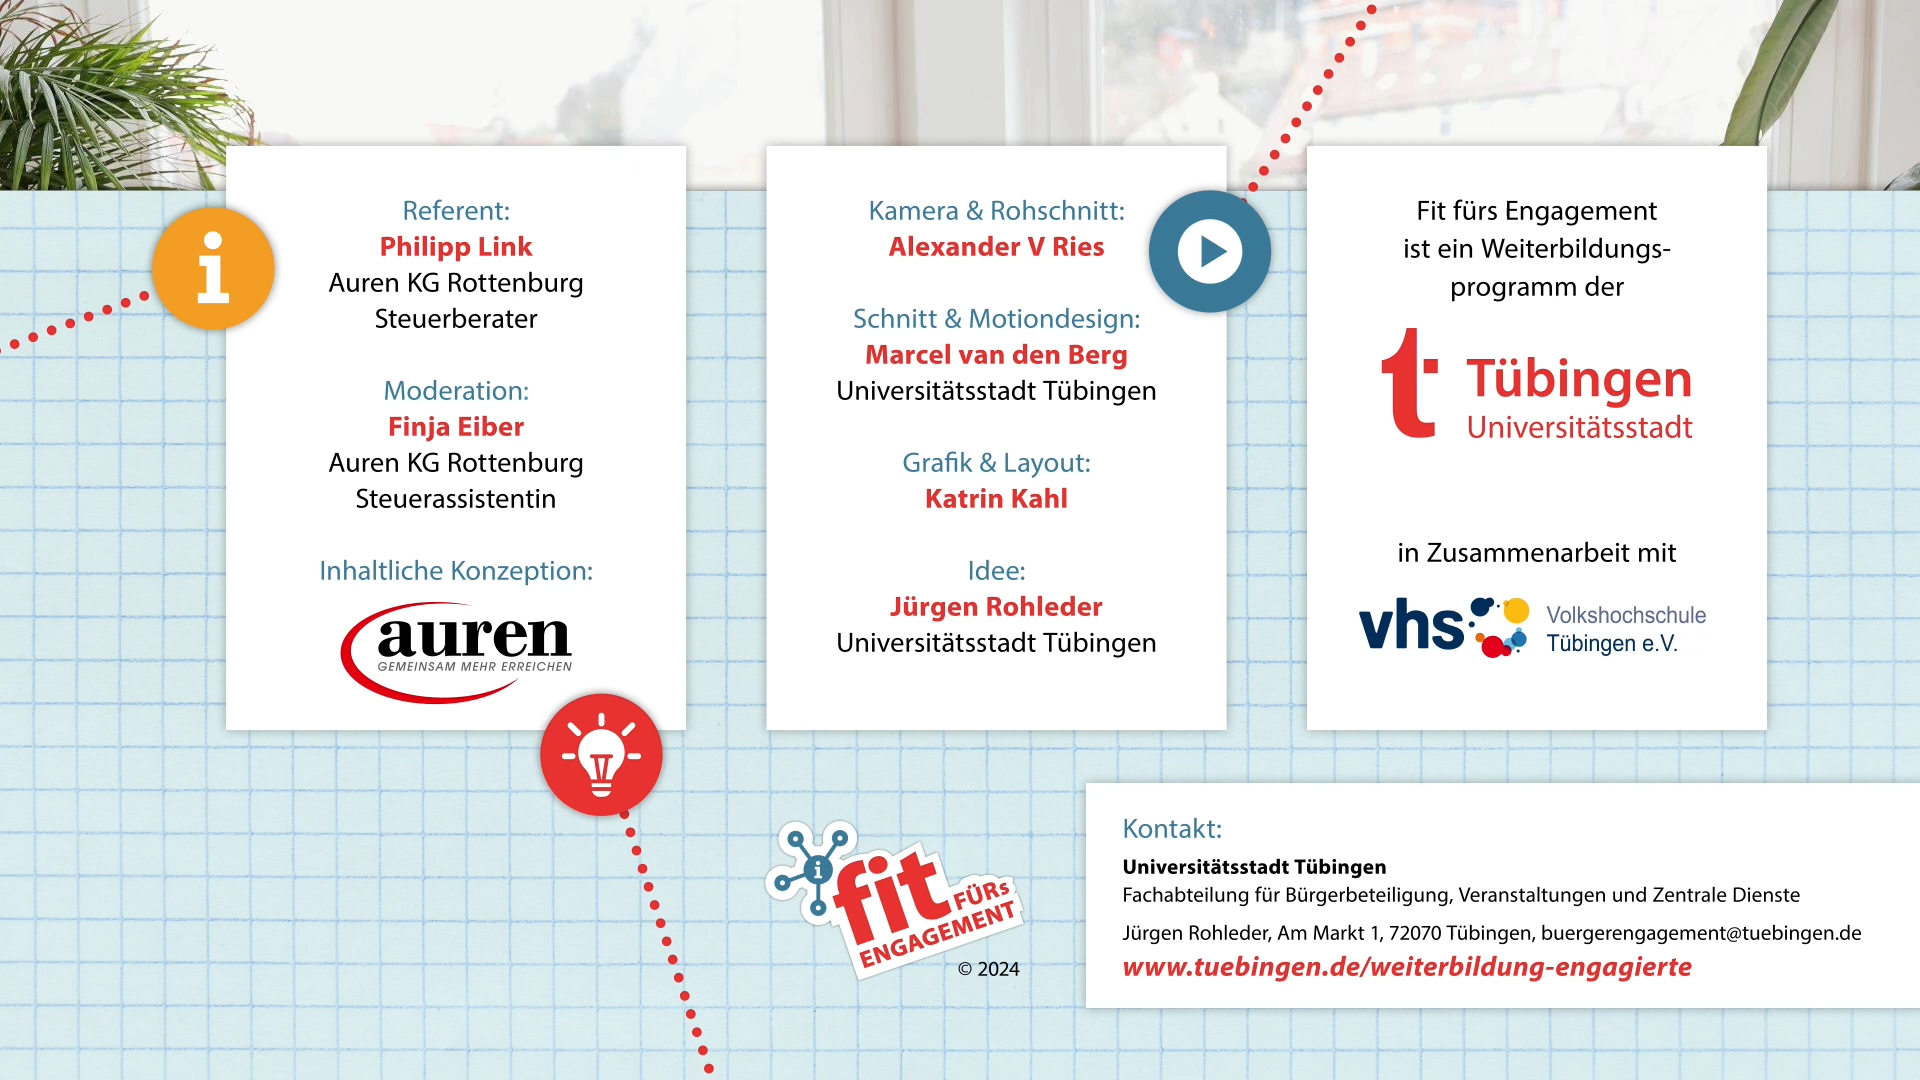 Referent:
Philipp Link
Auren KG Rottenburg
Steuerberater
Moderation:
Finja Eiber
Auren KG Rottenburg
Steuerassistentin
Inhaltliche Konzeption:
auren
GEMEINSAM MEHR ERREICHEN
Kamera & Rohschnitt:
Alexander V Ries
Schnitt & Motiondesign:
Marcel van den Berg
Universitätsstadt Tübingen
Grafik & Layout:
Katrin Kahl
Idee:
Jürgen Rohleder
Universitätsstadt Tübingen
Fit fürs Engagement
ist ein Weiterbildungs-
programm der
t Tübingen
Universitätsstadt
in Zusammenarbeit mit
vhs Volkshochschule
Tübingen e.V.
fit FÜRs
ENGAGEMENT
© 2024
Kontakt:
Universitätsstadt Tübingen
Fachabteilung für Bürgerbeteiligung, Veranstaltungen und Zentrale Dienste
Jürgen Rohleder, Am Markt 1, 72070 Tübingen, buergerengagement@tuebingen.de
www.tuebingen.de/weiterbildung-engagierte